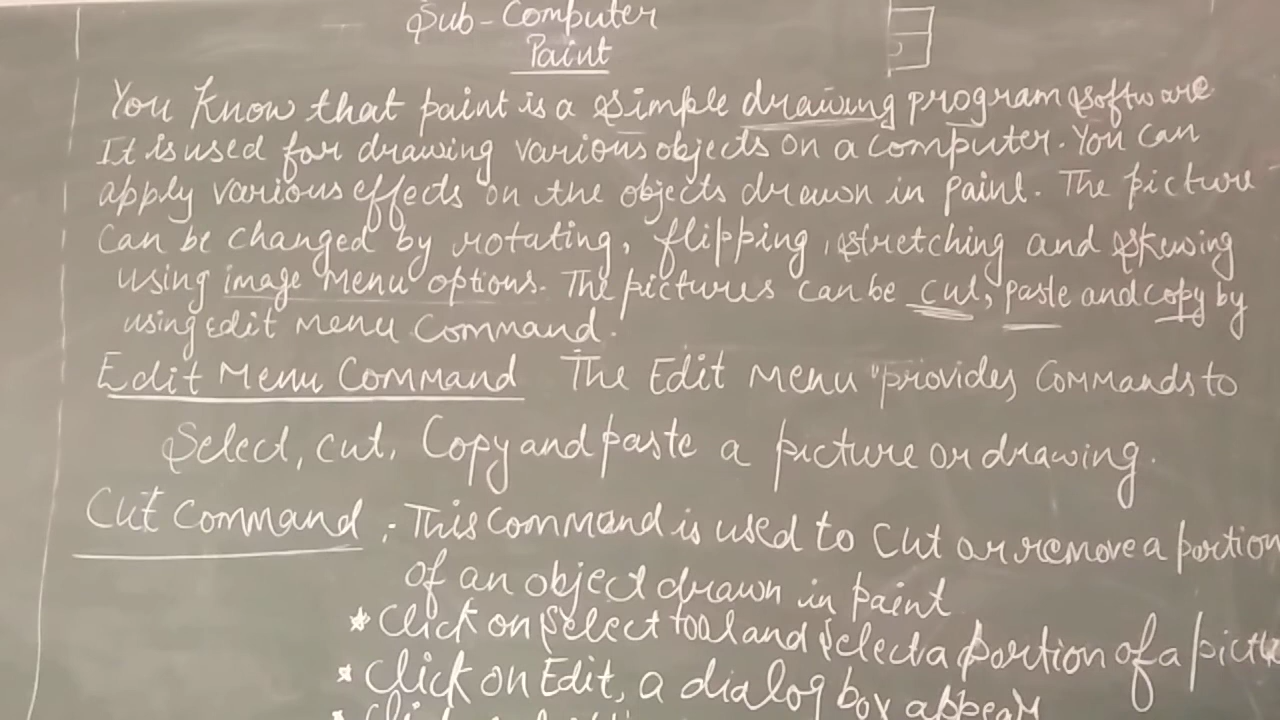 Sub-Computer
Paint
You Know that paint is a simple drawing program software
It is used for drawing various objects on a computer. You can
apply various effects on the objects drawn in paint. The picture
can be changed by rotating, flipping, stretching and skewing
using image Menu options. The pictures can be cut, paste and copy by
using Edit Menu Command.
Edit Menu Command The Edit Menu provides Commands to
Select, cut, Copy and paste a picture or drawing.
Cut Command : This command is used to Cut or remove a portion
of an object drawn in paint
* Click on Select tool and Select a portion of a
* Click on Edit, a dialog box appears